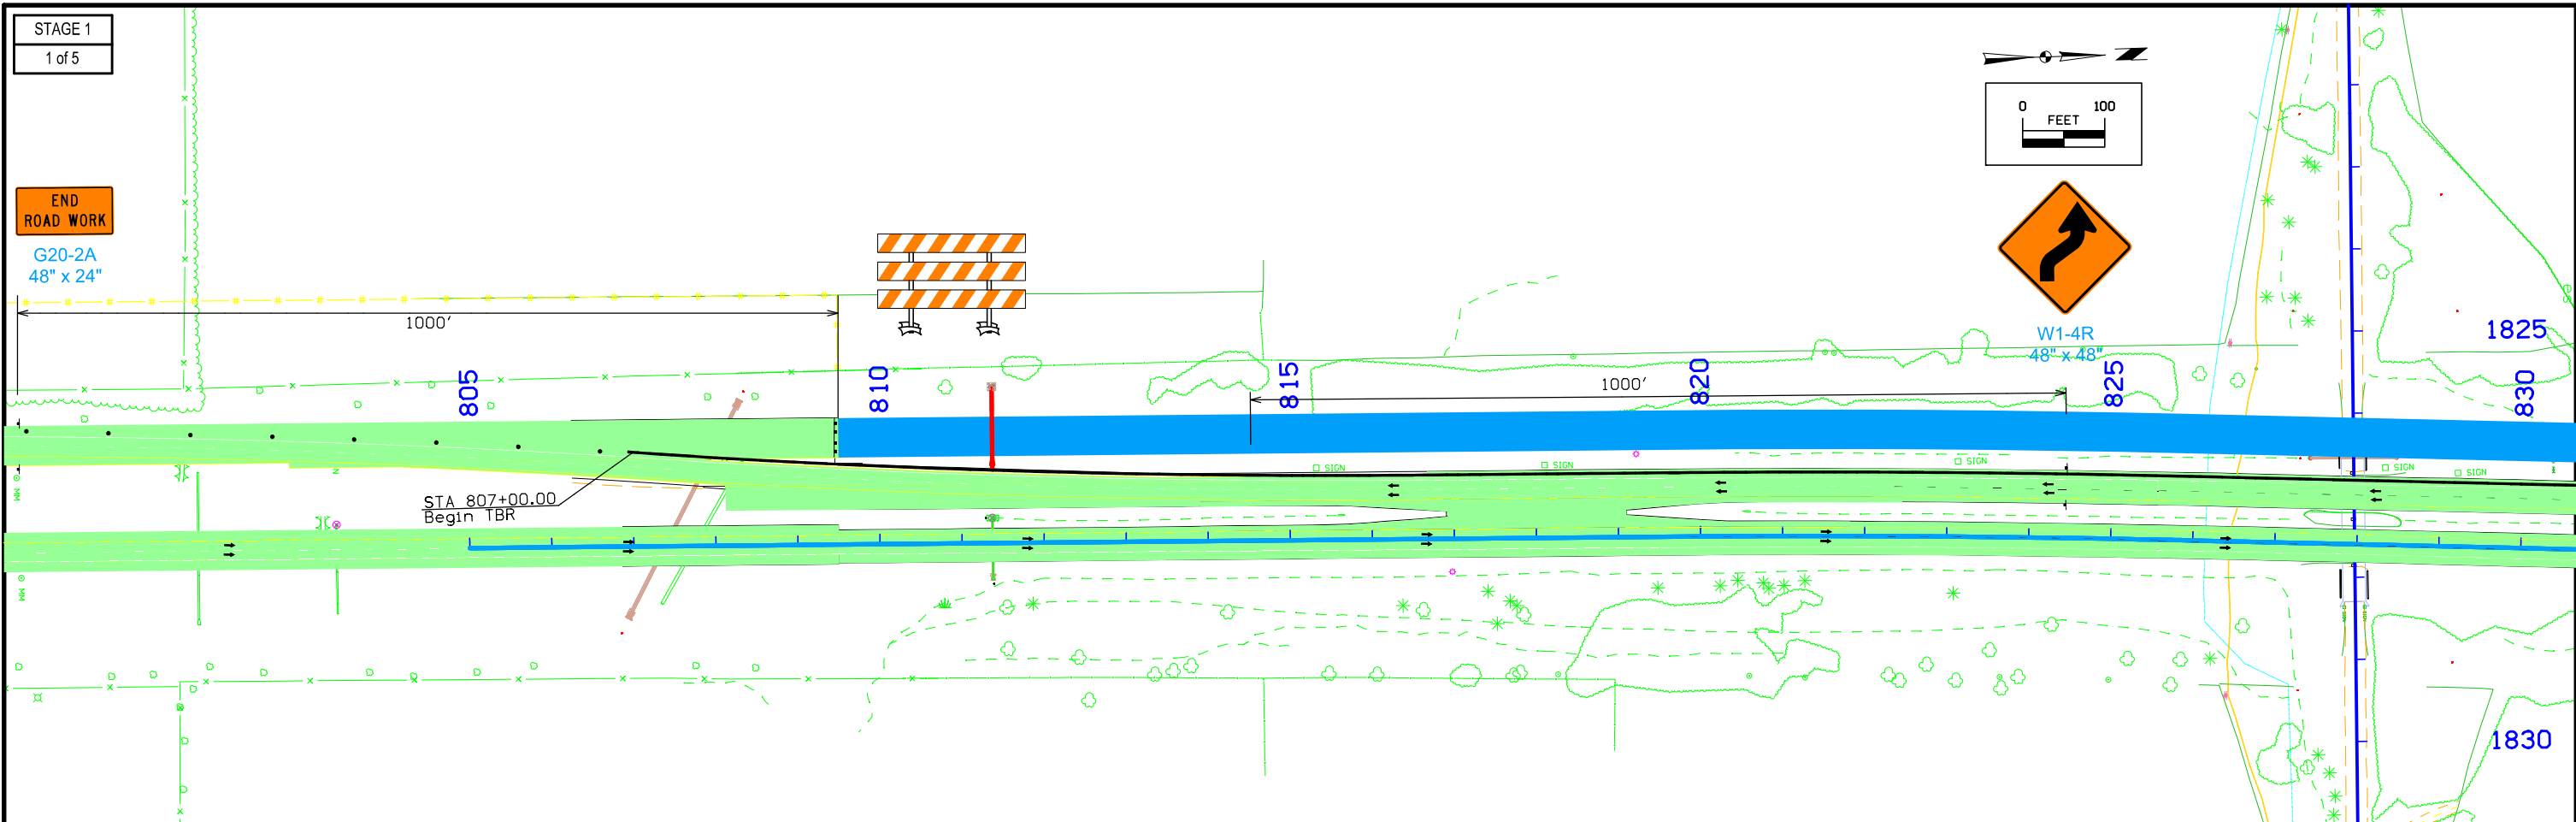 STAGE 1
1 of 5
0 100
FEET
END
ROAD WORK
G20-2A
48" x 24"
1000'
W1-4R
48" x 48"
1825
1000'
805
810
815
820
825
830
SIGN
SIGN
SIGN
SIGN
SIGN
STA 807+00.00
Begin TBR
MM
MM
1830